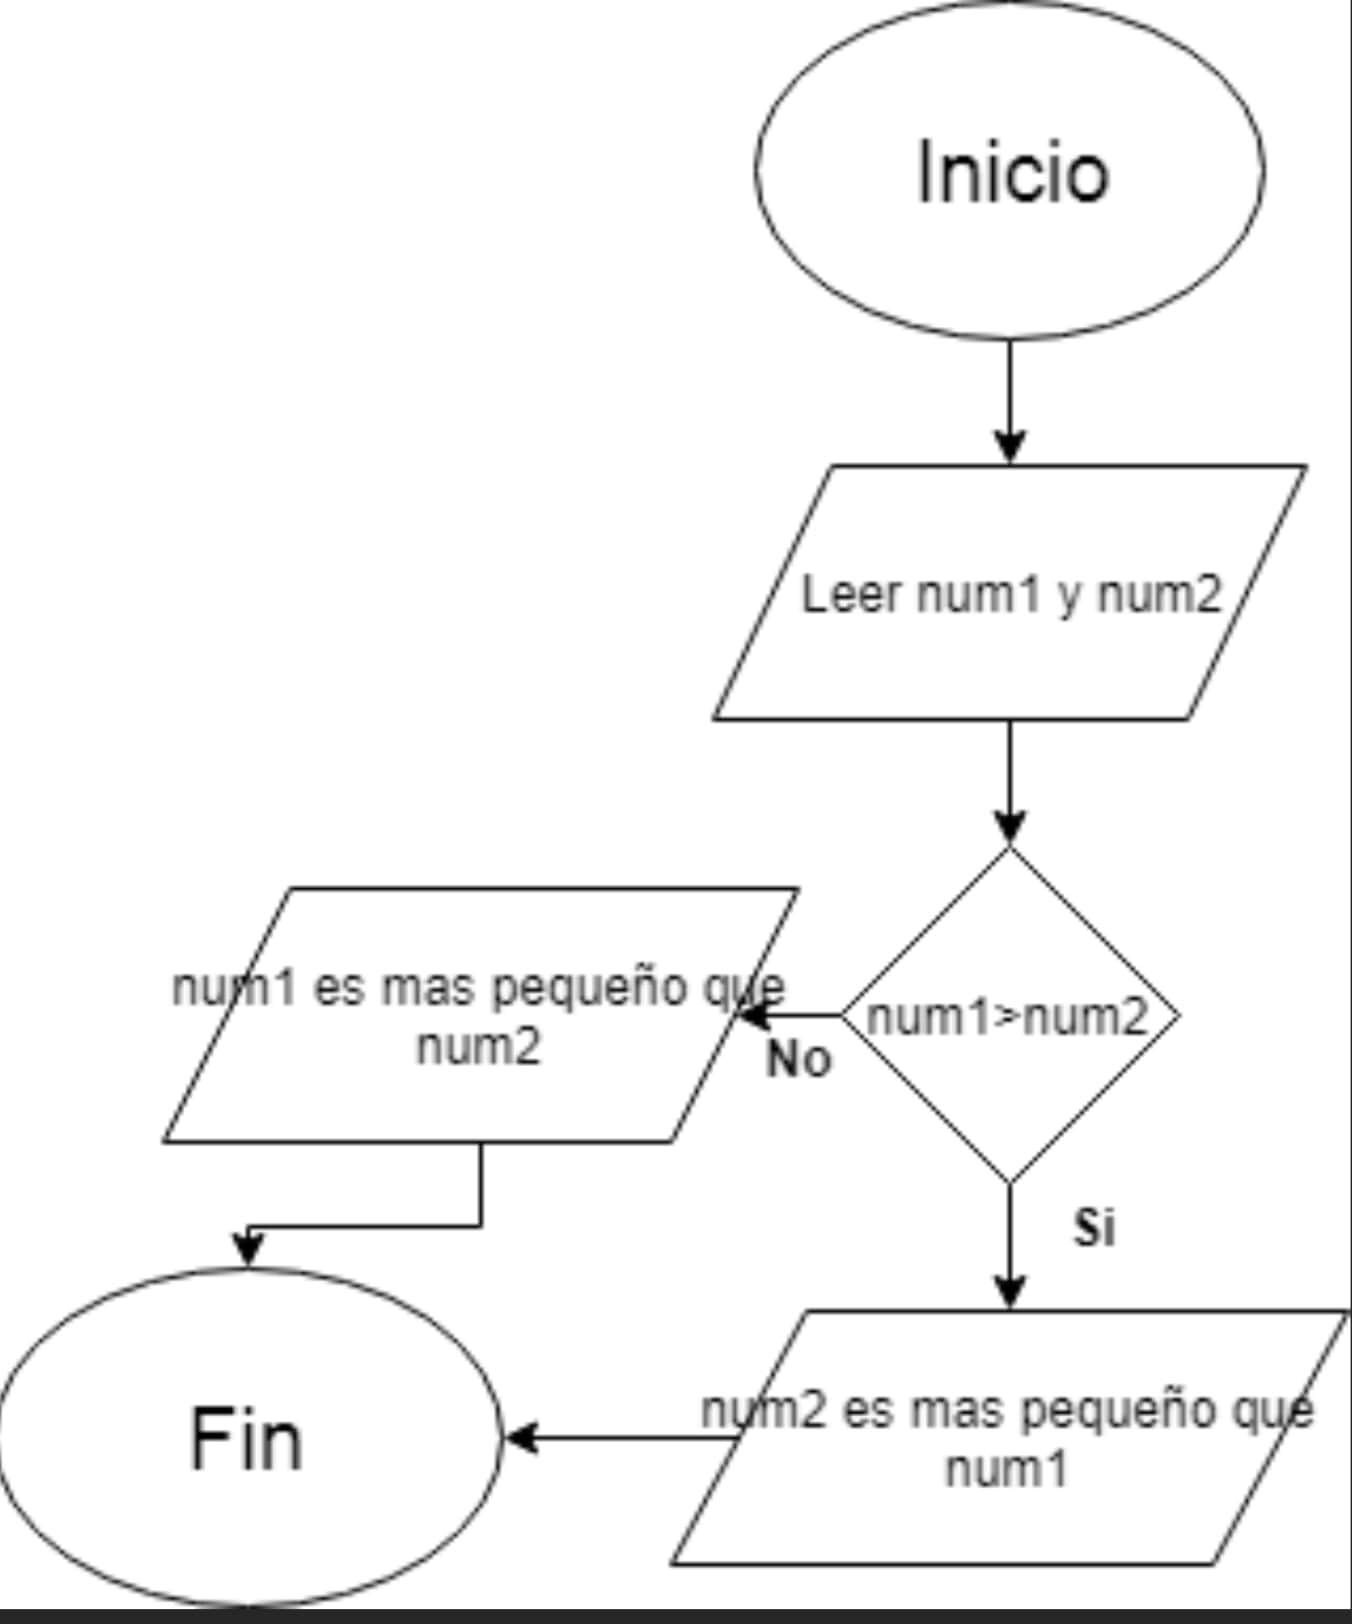 Inicio
Leer num1 y num2
num1>num2
No
num1 es mas pequeño que
num2
Si
num2 es mas pequeño que
num1
Fin